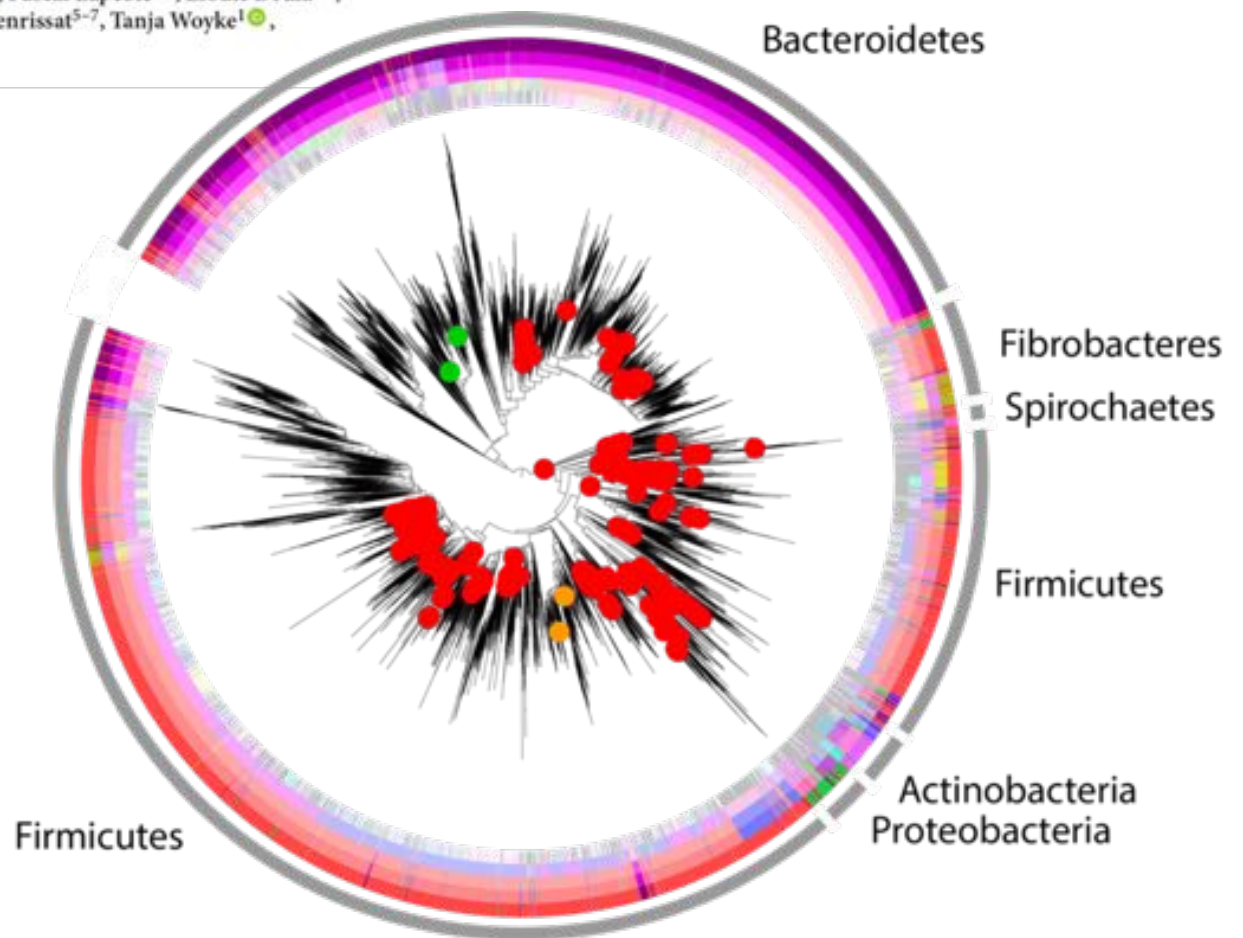 enrissat⁵⁻⁷, Tanja Woyke¹ ,
Bacteroidetes
Fibrobacteres
Spirochaetes
Firmicutes
Actinobacteria
Proteobacteria
Firmicutes